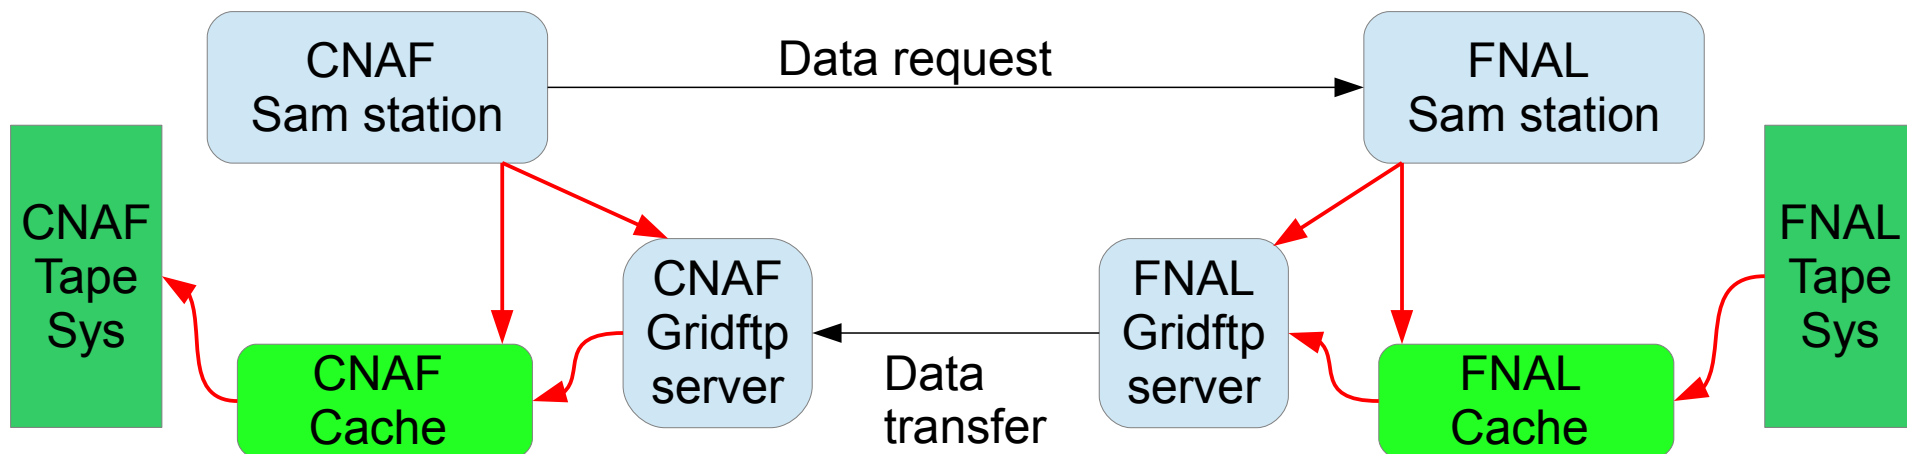 CNAF
Sam station
Data request
FNAL
Sam station
CNAF
Tape
Sys
CNAF
Gridftp
server
FNAL
Gridftp
server
FNAL
Tape
Sys
CNAF
Cache
Data
transfer
FNAL
Cache